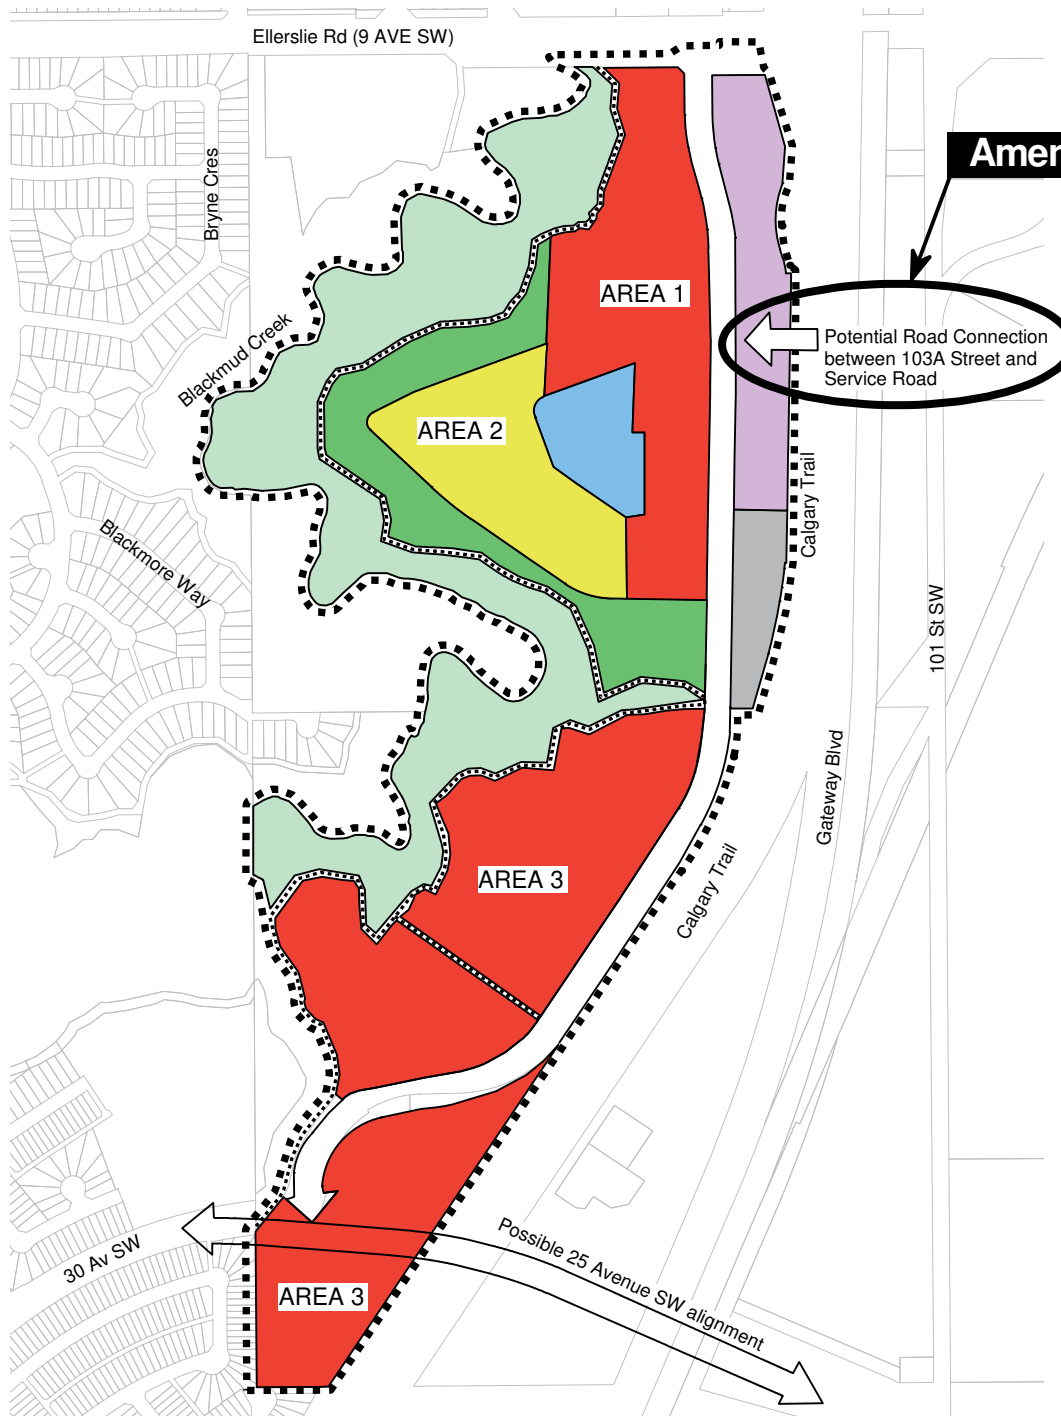 Ellerslie Rd (9 AVE SW)
Amen
Bryne Cres
AREA 1
Blackmud Creek
Potential Road Connection
between 103A Street and
Service Road
AREA 2
Calgary Trail
Blackmore Way
101 St SW
Gateway Blvd
Calgary Trail
AREA 3
30 Av SW
Possible 25 Avenue SW alignment
AREA 3